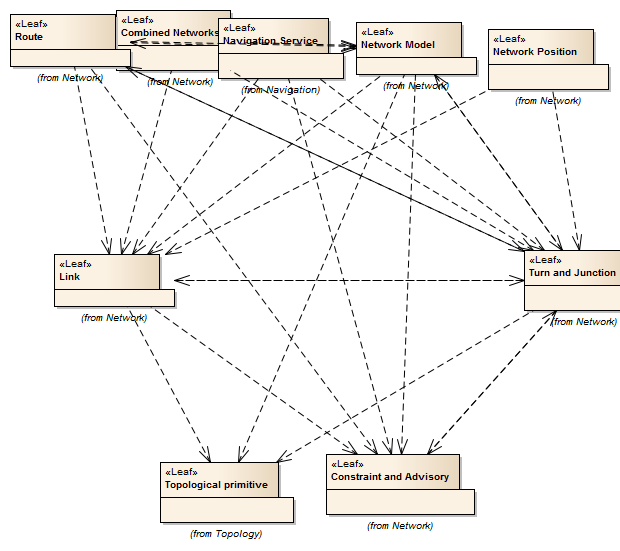 «Leaf»
Route
(from Network)
«Leaf»
Combined Networks
(from Network)
«Leaf»
Navigation Service
(from Navigation)
«Leaf»
Network Model
(from Network)
«Leaf»
Network Position
(from Network)
«Leaf»
Link
(from Network)
«Leaf»
Turn and Junction
(from Network)
«Leaf»
Topological primitive
(from Topology)
«Leaf»
Constraint and Advisory
(from Network)